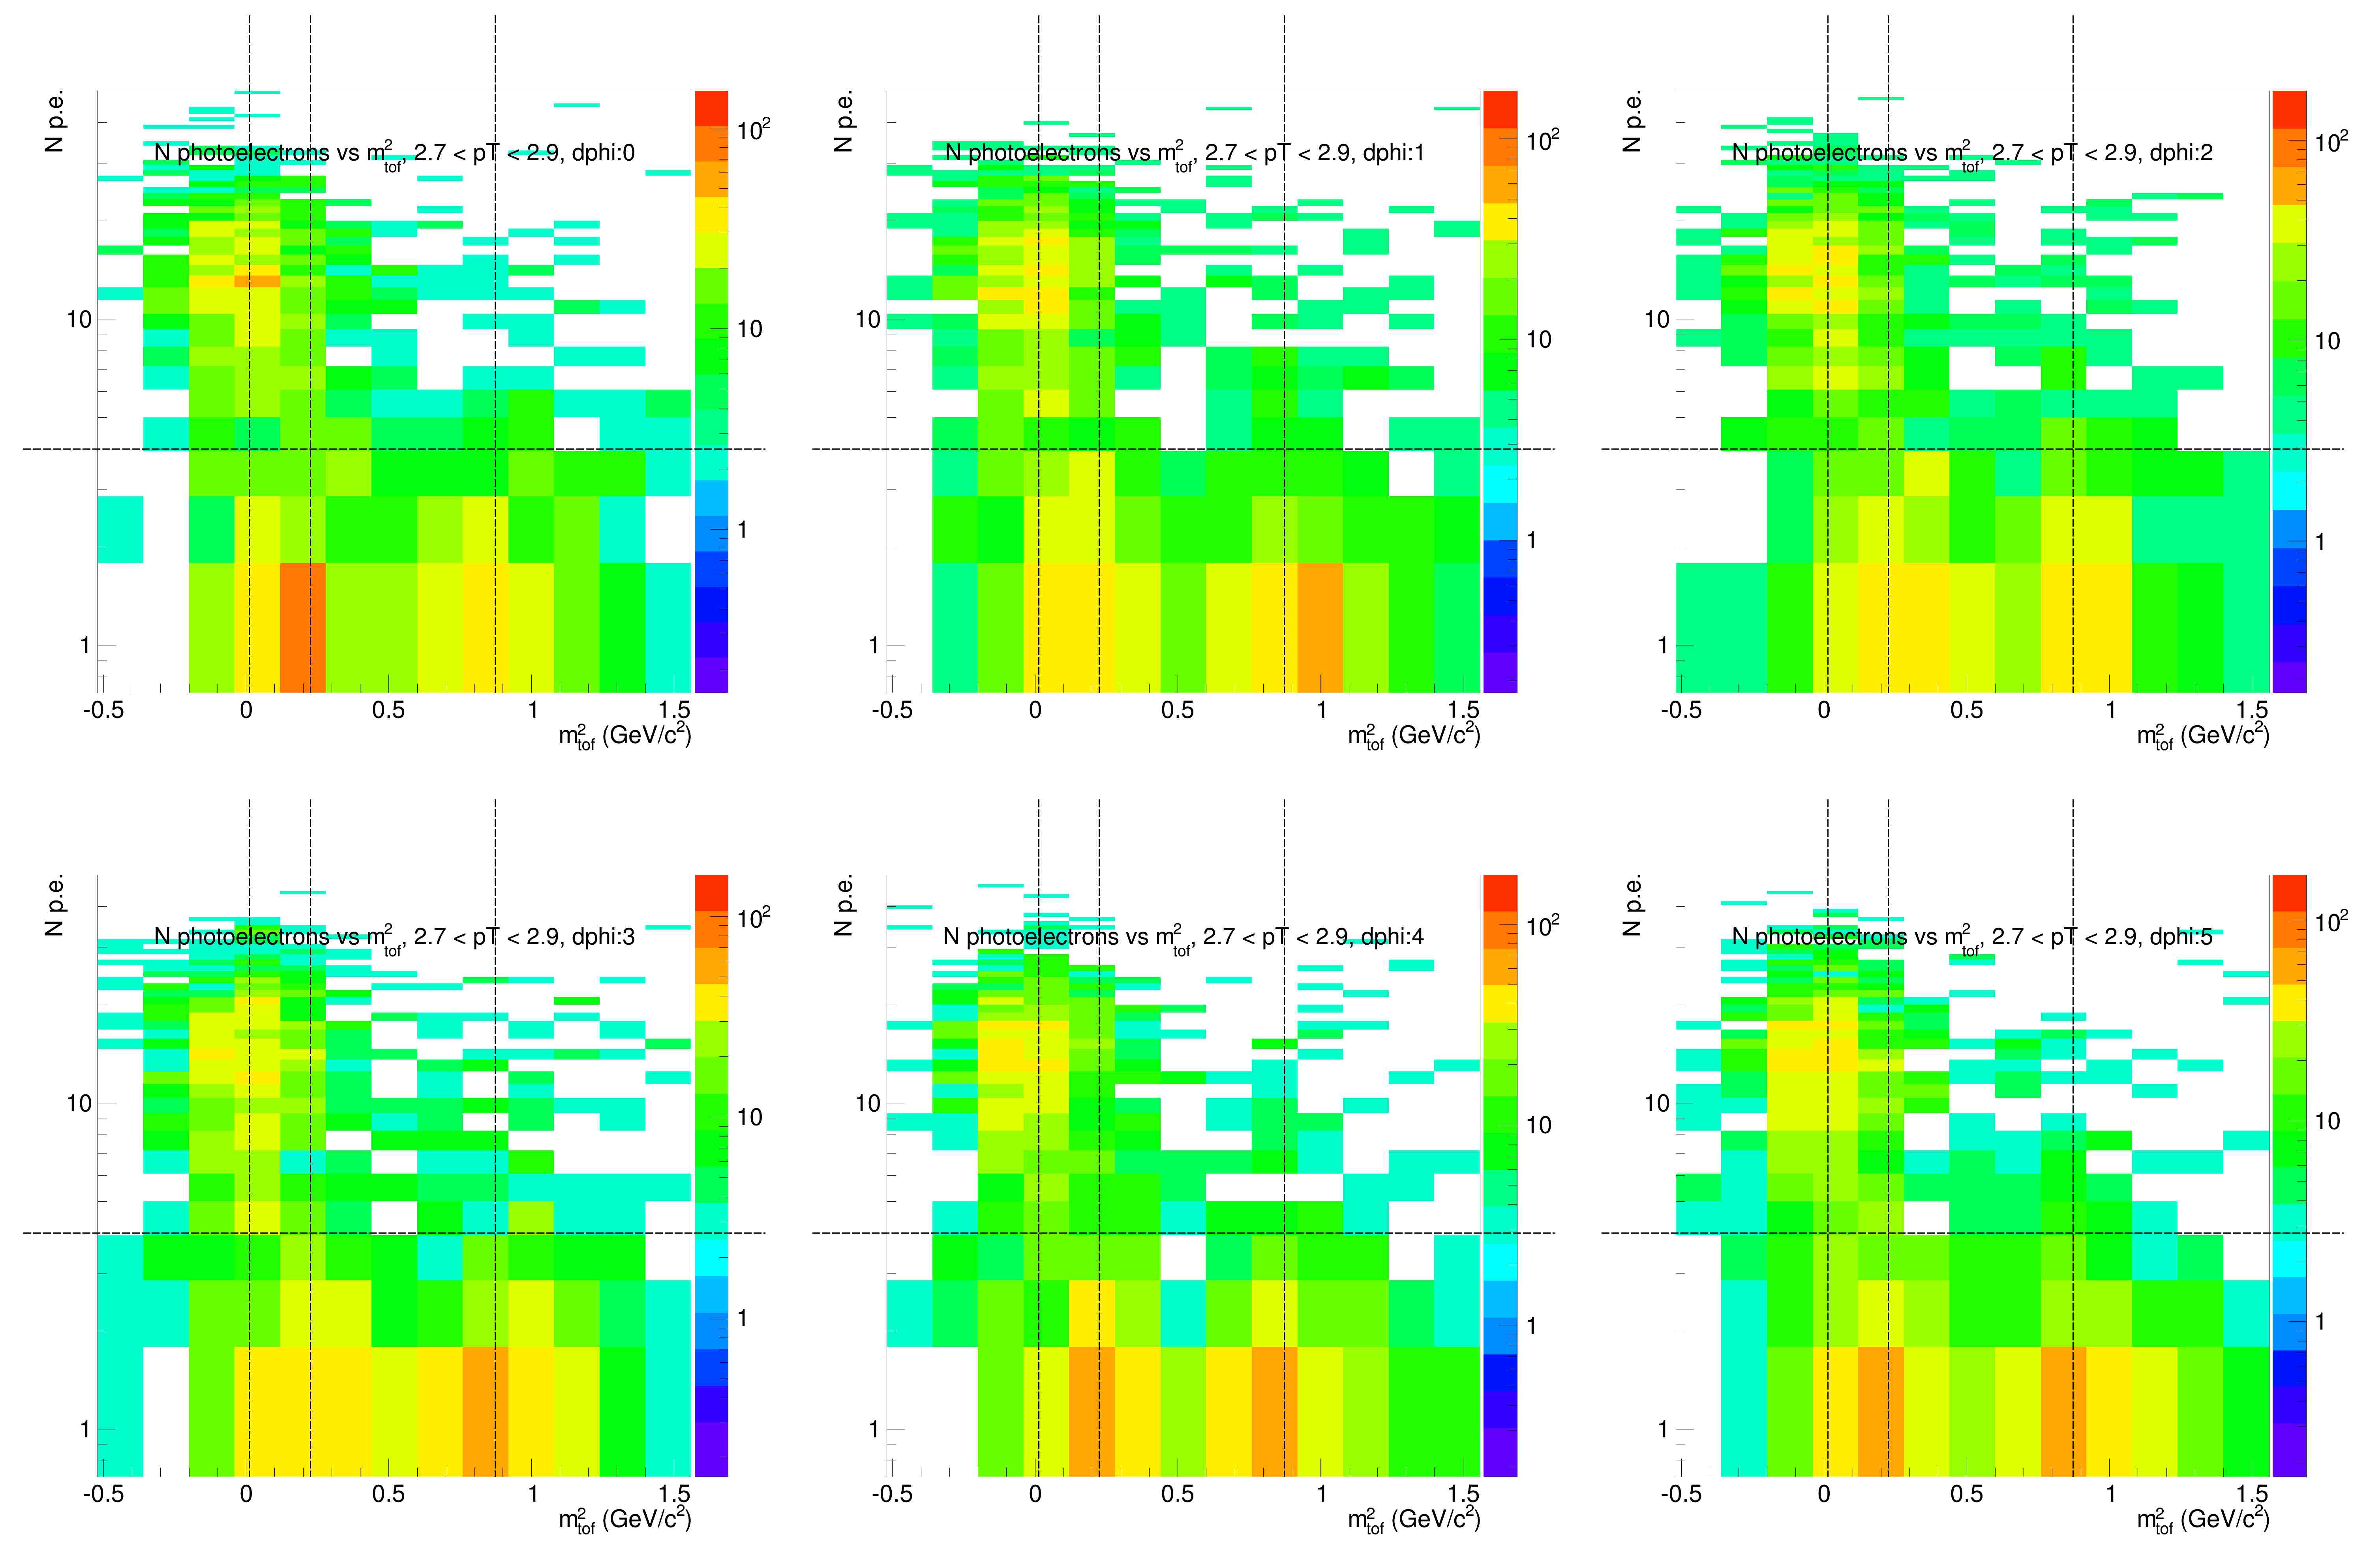 N p.e.
N photoelectrons vs m²tof, 2.7 < pT < 2.9, dphi:0
10²
10
1
10
1
-0.5 0 0.5 1 1.5
m²tof (GeV/c²)
N p.e.
N photoelectrons vs m²tof, 2.7 < pT < 2.9, dphi:1
10²
10
1
10
1
-0.5 0 0.5 1 1.5
m²tof (GeV/c²)
N p.e.
N photoelectrons vs m²tof, 2.7 < pT < 2.9, dphi:2
10²
10
1
10
1
-0.5 0 0.5 1 1.5
m²tof (GeV/c²)
N p.e.
N photoelectrons vs m²tof, 2.7 < pT < 2.9, dphi:3
10²
10
1
10
1
-0.5 0 0.5 1 1.5
m²tof (GeV/c²)
N p.e.
N photoelectrons vs m²tof, 2.7 < pT < 2.9, dphi:4
10²
10
1
10
1
-0.5 0 0.5 1 1.5
m²tof (GeV/c²)
N p.e.
N photoelectrons vs m²tof, 2.7 < pT < 2.9, dphi:5
10²
10
1
10
1
-0.5 0 0.5 1 1.5
m²tof (GeV/c²)